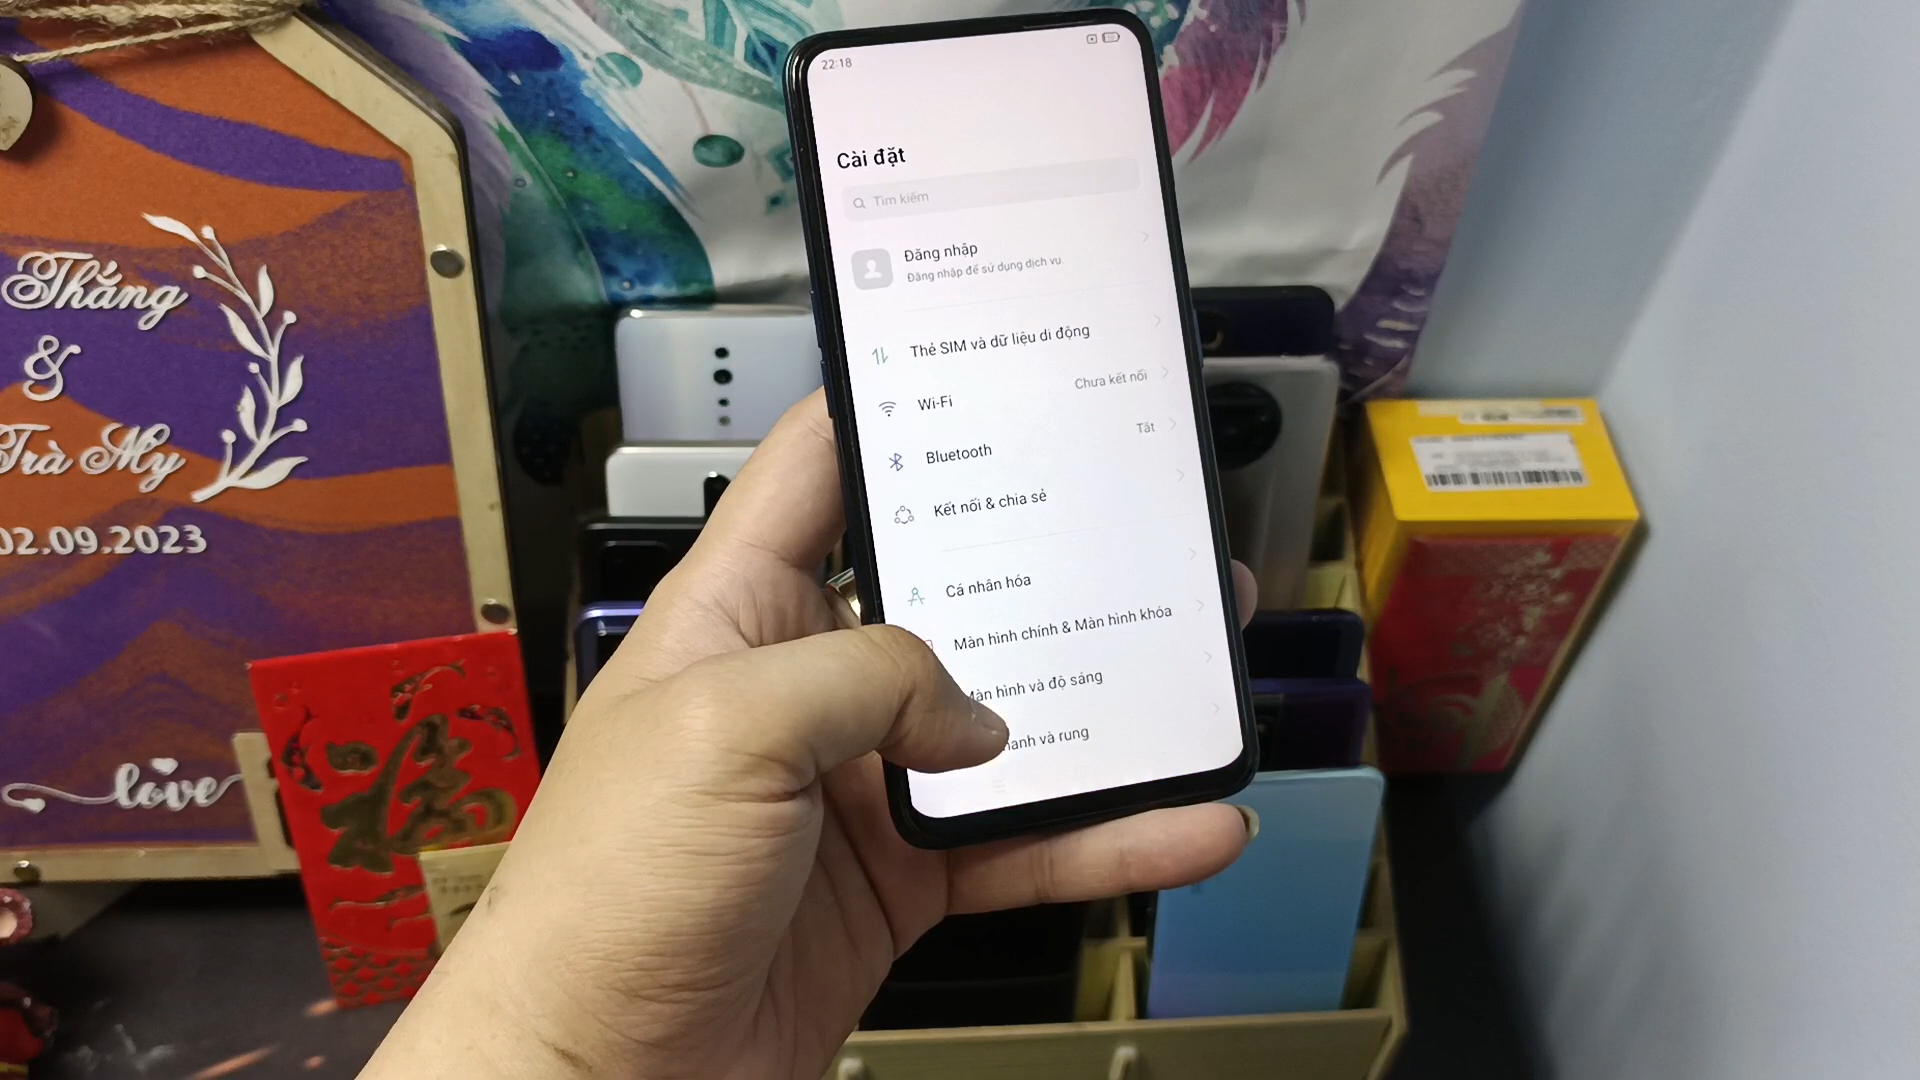 Thắng
&
Trà My
02.09.2023
love
福
22:18
Cài đặt
Tìm kiếm
Đăng nhập
Đăng nhập để sử dụng dịch vụ.
Thẻ SIM và dữ liệu di động
Wi-Fi
Chưa kết nối
Bluetooth
Tắt
Kết nối & chia sẻ
Cá nhân hóa
Màn hình chính & Màn hình khóa
Màn hình và độ sáng
thanh và rung